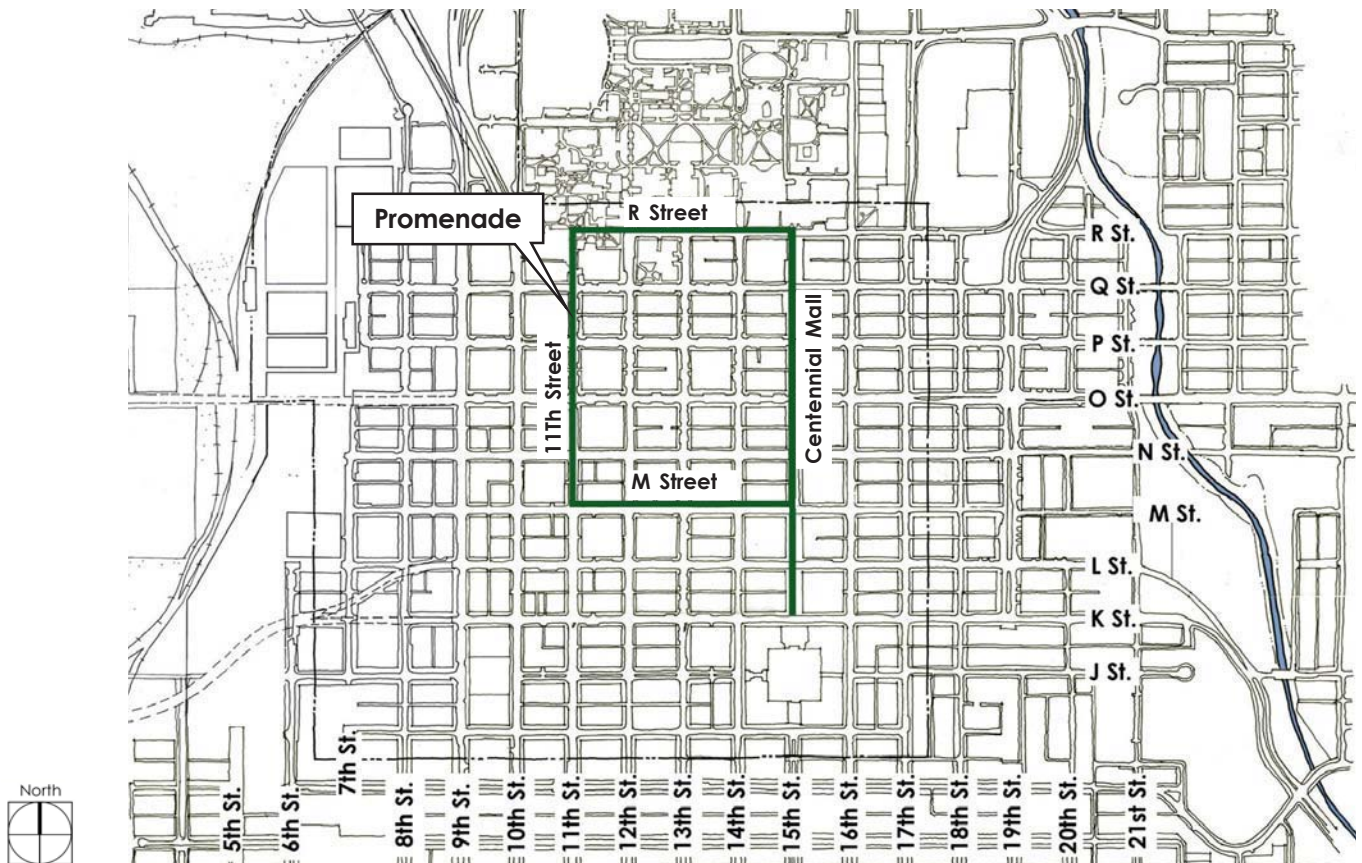 R Street
Promenade
R St.
Q St.
P St.
O St.
11Th Street
Centennial Mall
N St.
M Street
M St.
L St.
K St.
J St.
North
5th St.
6th St.
7th St.
8th St.
9th St.
10th St.
11th St.
12th St.
13th St.
14th St.
15th St.
16th St.
17th St.
18th St.
19th St.
20th St.
21st St.